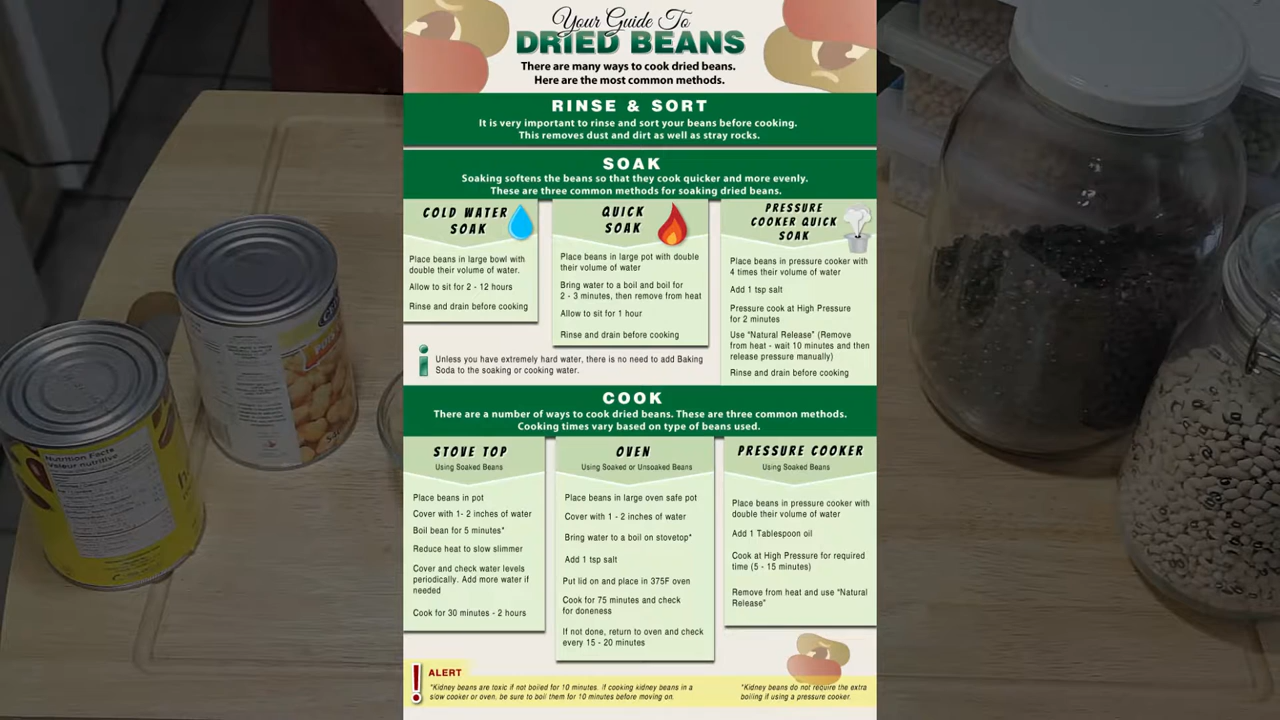 Your Guide To
DRIED BEANS
There are many ways to cook dried beans.
Here are the most common methods.
RINSE & SORT
It is very important to rinse and sort your beans before cooking.
This removes dust and dirt as well as stray rocks.
SOAK
Soaking softens the beans so that they cook quicker and more evenly.
These are three common methods for soaking dried beans.
COLD WATER
SOAK
Place beans in large bowl with
double their volume of water.
Allow to sit for 2 - 12 hours
Rinse and drain before cooking
QUICK
SOAK
Place beans in large pot with double
their volume of water
Bring water to a boil and boil for
2 - 3 minutes, then remove from heat
Allow to sit for 1 hour
Rinse and drain before cooking
PRESSURE
COOKER QUICK
SOAK
Place beans in pressure cooker with
4 times their volume of water
Add 1 tsp salt
Pressure cook at High Pressure
for 2 minutes
Use "Natural Release" (Remove
from heat - wait 10 minutes and then
release pressure manually)
Rinse and drain before cooking
Unless you have extremely hard water, there is no need to add Baking
Soda to the soaking or cooking water.
COOK
There are a number of ways to cook dried beans. These are three common methods.
Cooking times vary based on type of beans used.
STOVE TOP
Using Soaked Beans
Place beans in pot
Cover with 1- 2 inches of water
Boil bean for 5 minutes*
Reduce heat to slow slimmer
Cover and check water levels
periodically. Add more water if
needed
Cook for 30 minutes - 2 hours
OVEN
Using Soaked or Unsoaked Beans
Place beans in large oven safe pot
Cover with 1 - 2 inches of water
Bring water to a boil on stovetop*
Add 1 tsp salt
Put lid on and place in 375F oven
Cook for 75 minutes and check
for doneness
If not done, return to oven and check
every 15 - 20 minutes
PRESSURE COOKER
Using Soaked Beans
Place beans in pressure cooker with
double their volume of water
Add 1 Tablespoon oil
Cook at High Pressure for required
time (5 - 15 minutes)
Remove from heat and use "Natural
Release"
ALERT
*Kidney beans are toxic if not boiled for 10 minutes. If cooking kidney beans in a
slow cooker or oven, be sure to boil them for 10 minutes before moving on.
*Kidney beans do not require the extra
boiling if using a pressure cooker.
Nutrition Facts
Valeur nutritive